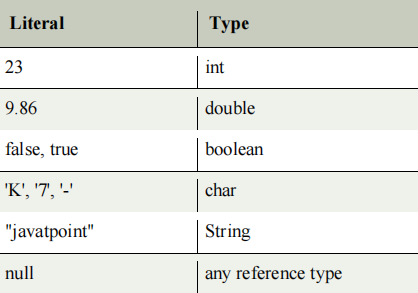 Literal Type
23 int
9.86 double
false, true boolean
'K', '7', '-' char
"javatpoint" String
null any reference type